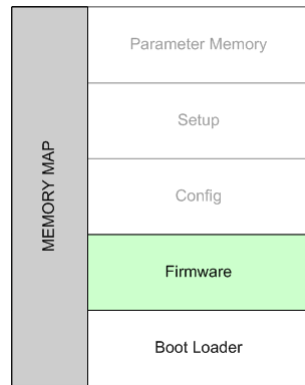 MEMORY MAP
Parameter Memory
Setup
Config
Firmware
Boot Loader